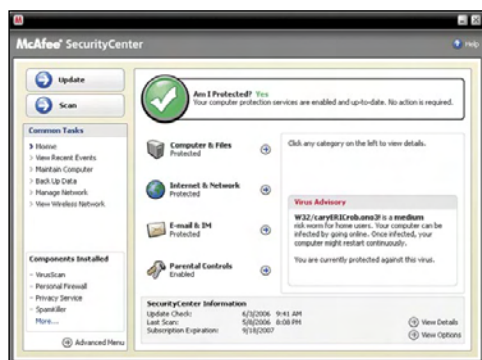 McAfee® SecurityCenter
Help
Update
Scan
Common Tasks
Home
View Recent Events
Maintain Computer
Back Up Data
Manage Network
View Wireless Network
Components Installed
- VirusScan
- Personal Firewall
- Privacy Service
- SpamKiller
More...
Advanced Menu
Am I Protected? Yes
Your computer protection services are enabled and up-to-date. No action is required.
Computer & Files
Protected
Internet & Network
Protected
E-mail & IM
Protected
Parental Controls
Enabled
Click any category on the left to view details.
Virus Advisory
is a medium
risk worm for home users. Your computer can be
infected by going online. Once infected, your
computer might restart continuously.
You are currently protected against this virus.
SecurityCenter Information
Update Check: 6/3/2006 9:41 AM
Last Scan: 5/8/2006 8:08 PM
Subscription Expiration: 9/18/2007
View Details
View Options